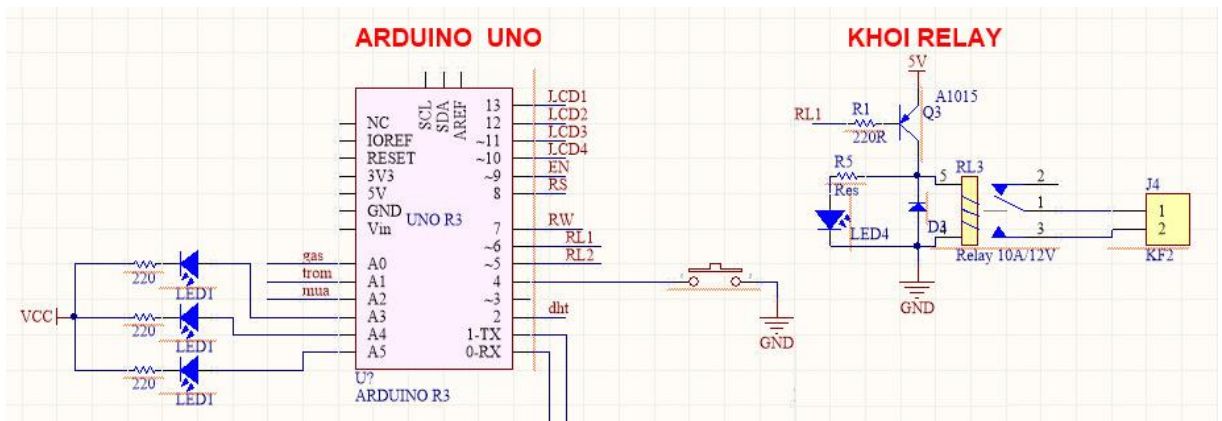 ARDUINO UNO
SCL
SDA
AREF
NC
IOREF
RESET
3V3
5V
GND
Vin
A0
A1
A2
A3
A4
A5
UNO R3
13
12
~11
~10
~9
8
7
~6
~5
4
~3
2
1-TX
0-RX
LCD1
LCD2
LCD3
LCD4
EN
RS
RW
RL1
RL2
dht
gas
trom
mua
VCC
220
LED1
220
LED1
220
LED1
U?
ARDUINO R3
GND
KHOI RELAY
5V
A1015
Q3
RL1
R1
220R
R5
Res
LED4
RL3
5
4
2
1
3
Relay 10A/12V
GND
J4
1
2
KF2